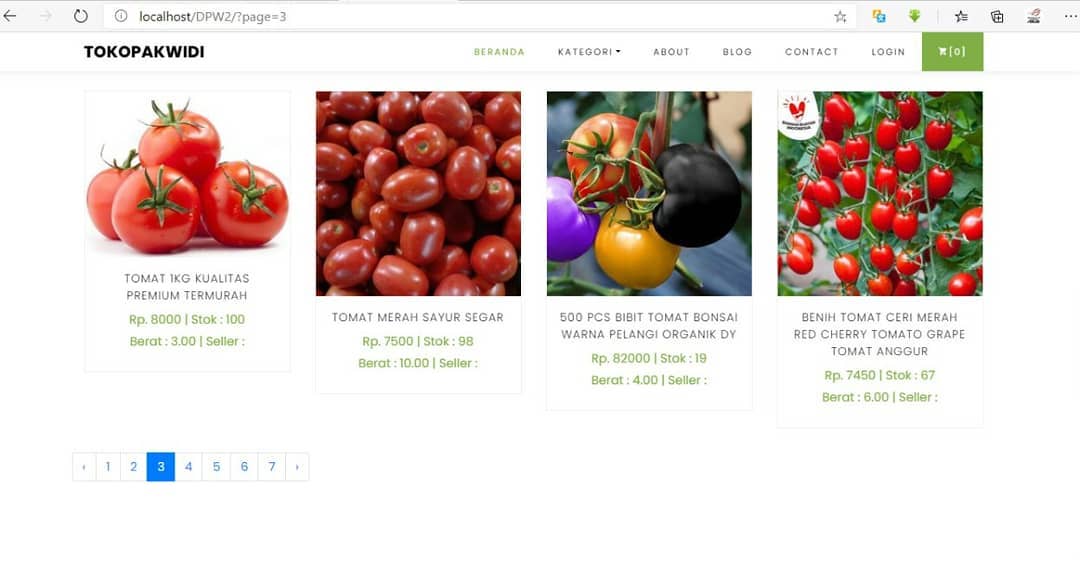 localhost/DPW2/?page=3
TOKOPAKWIDI
BERANDA
KATEGORI
ABOUT
BLOG
CONTACT
LOGIN
[0]
TOMAT 1KG KUALITAS
PREMIUM TERMURAH
Rp. 8000 | Stok : 100
Berat : 3.00 | Seller :
TOMAT MERAH SAYUR SEGAR
Rp. 7500 | Stok : 98
Berat : 10.00 | Seller :
500 PCS BIBIT TOMAT BONSAI
WARNA PELANGI ORGANIK DY
Rp. 82000 | Stok : 19
Berat : 4.00 | Seller :
BENIH TOMAT CERI MERAH
RED CHERRY TOMATO GRAPE
TOMAT ANGGUR
Rp. 7450 | Stok : 67
Berat : 6.00 | Seller :
‹ 1 2 3 4 5 6 7 ›